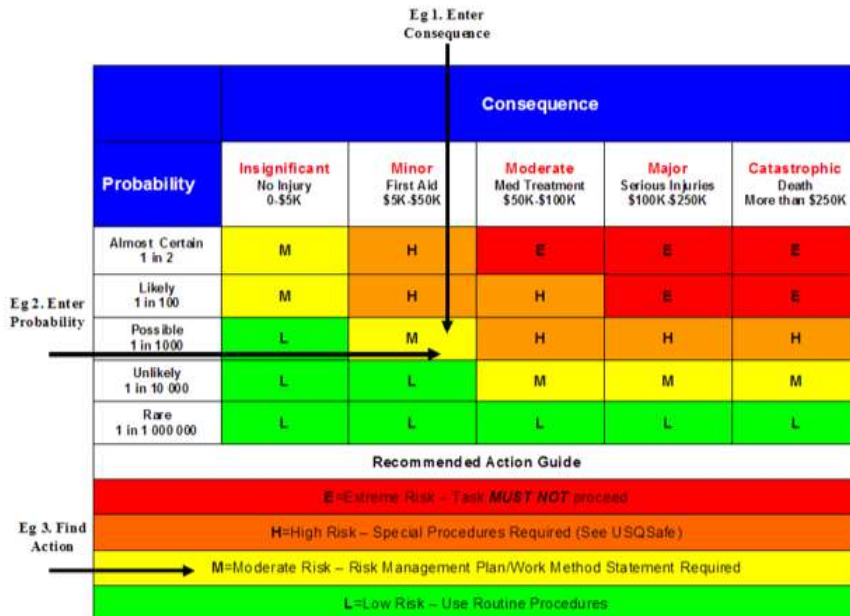 Eg 1. Enter
Consequence
Consequence
Probability
Insignificant
No Injury
0-$5K
Minor
First Aid
$5K-$50K
Moderate
Med Treatment
$50K-$100K
Major
Serious Injuries
$100K-$250K
Catastrophic
Death
More than $250K
Almost Certain
1 in 2
M H E E E
Eg 2. Enter
Probability
Likely
1 in 100
M H H E E
Possible
1 in 1000
L M H H H
Unlikely
1 in 10 000
L L M M M
Rare
1 in 1 000 000
L L L L L
Recommended Action Guide
E=Extreme Risk – Task MUST NOT proceed
Eg 3. Find
Action
H=High Risk – Special Procedures Required (See USQSafe)
M=Moderate Risk – Risk Management Plan/Work Method Statement Required
L=Low Risk – Use Routine Procedures